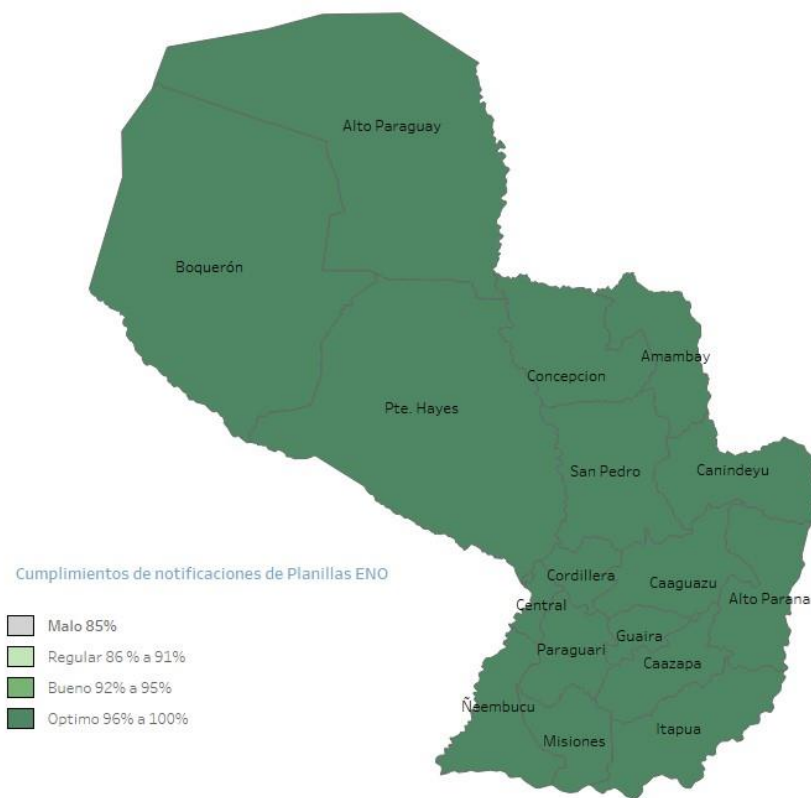 Alto Paraguay
Boquerón
Amambay
Concepcion
Pte. Hayes
San Pedro
Canindeyu
Cumplimientos de notificaciones de Planillas ENO
Malo 85%
Regular 86 % a 91%
Bueno 92% a 95%
Optimo 96% a 100%
Cordillera
Caaguazu
Alto Parana
Central
Guaira
Paraguari
Caazapa
Ñeembucu
Itapua
Misiones